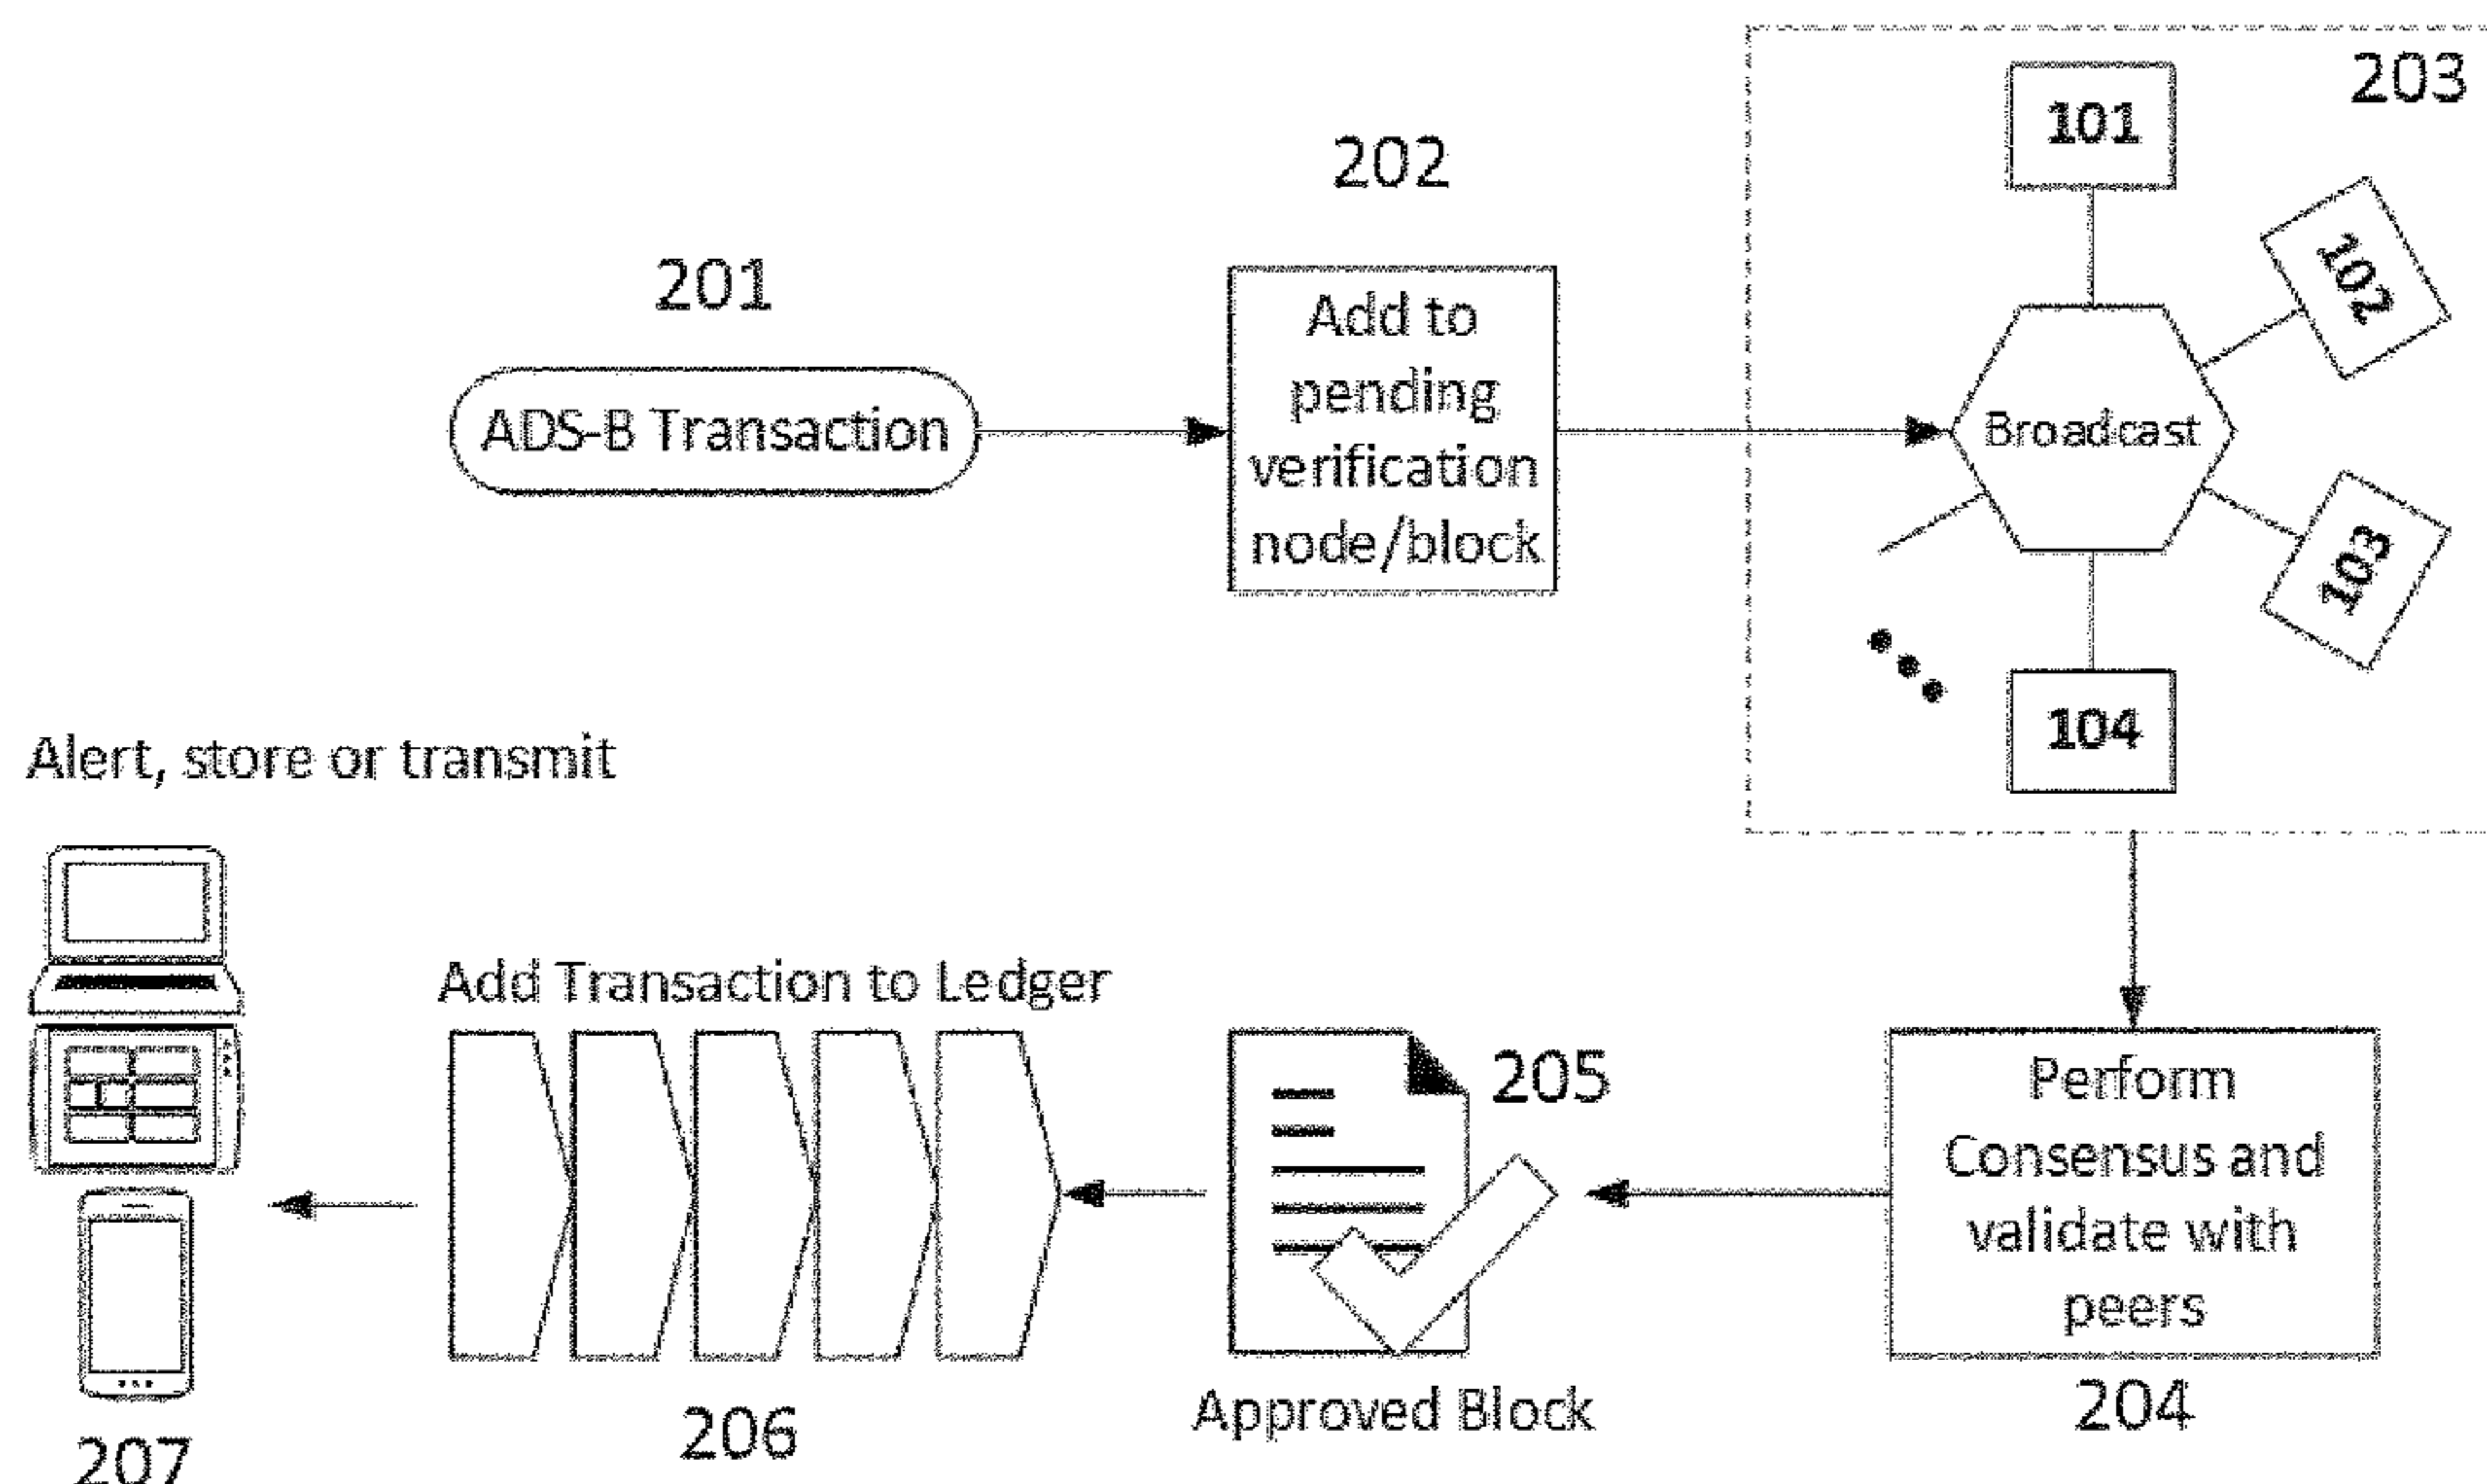 203
101
202
102
201
Add to
pending
verification
node/block
ADS-B Transaction
Broadcast
103
104
Alert, store or transmit
Add Transaction to Ledger
205
Perform
Consensus and
validate with
peers
Approved Block
204
206
207